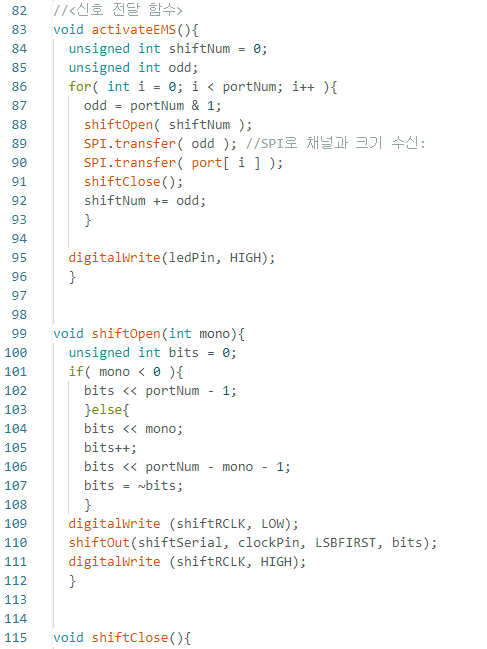 82 //<신호 전달 함수>
83 void activateEMS(){
84 unsigned int shiftNum = 0;
85 unsigned int odd;
86 for( int i = 0; i < portNum; i++ ){
87 odd = portNum & 1;
88 shiftOpen( shiftNum );
89 SPI.transfer( odd ); //SPI로 채널과 크기 수신:
90 SPI.transfer( port[ i ] );
91 shiftClose();
92 shiftNum += odd;
93 }
94
95 digitalWrite(ledPin, HIGH);
96 }
97
98
99 void shiftOpen(int mono){
100 unsigned int bits = 0;
101 if( mono < 0 ){
102 bits << portNum - 1;
103 }else{
104 bits << mono;
105 bits++;
106 bits << portNum - mono - 1;
107 bits = ~bits;
108 }
109 digitalWrite (shiftRCLK, LOW);
110 shiftOut(shiftSerial, clockPin, LSBFIRST, bits);
111 digitalWrite (shiftRCLK, HIGH);
112 }
113
114
115 void shiftClose(){